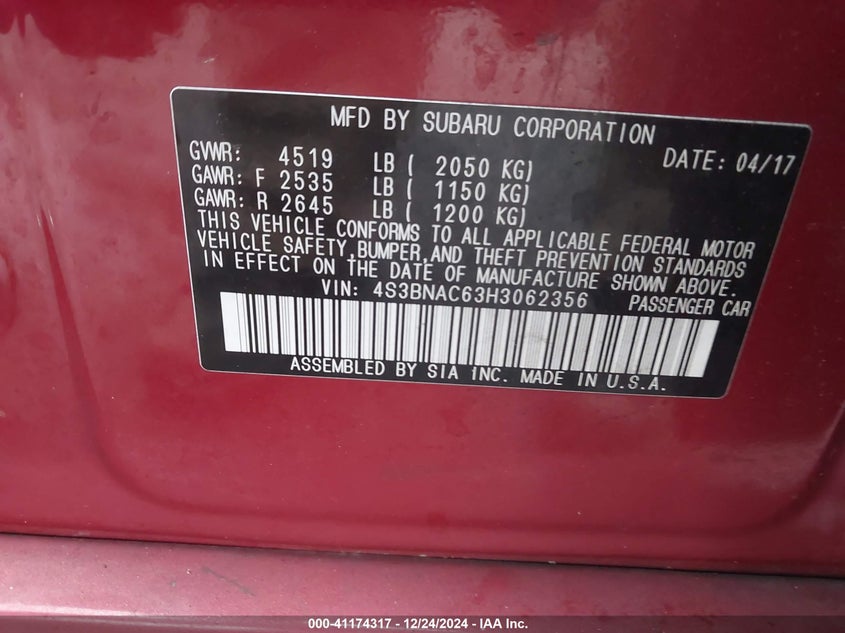 MFD BY SUBARU CORPORATION
GVWR: 4519 LB ( 2050 KG) DATE: 04/17
GAWR: F 2535 LB ( 1150 KG)
GAWR: R 2645 LB ( 1200 KG)
THIS VEHICLE CONFORMS TO ALL APPLICABLE FEDERAL MOTOR
VEHICLE SAFETY, BUMPER, AND THEFT PREVENTION STANDARDS
IN EFFECT ON THE DATE OF MANUFACTURE SHOWN ABOVE.
VIN: 4S3BNAC63H3062356 PASSENGER CAR
ASSEMBLED BY SIA INC. MADE IN U.S.A.
000-41174317 - 12/24/2024 - IAA Inc.